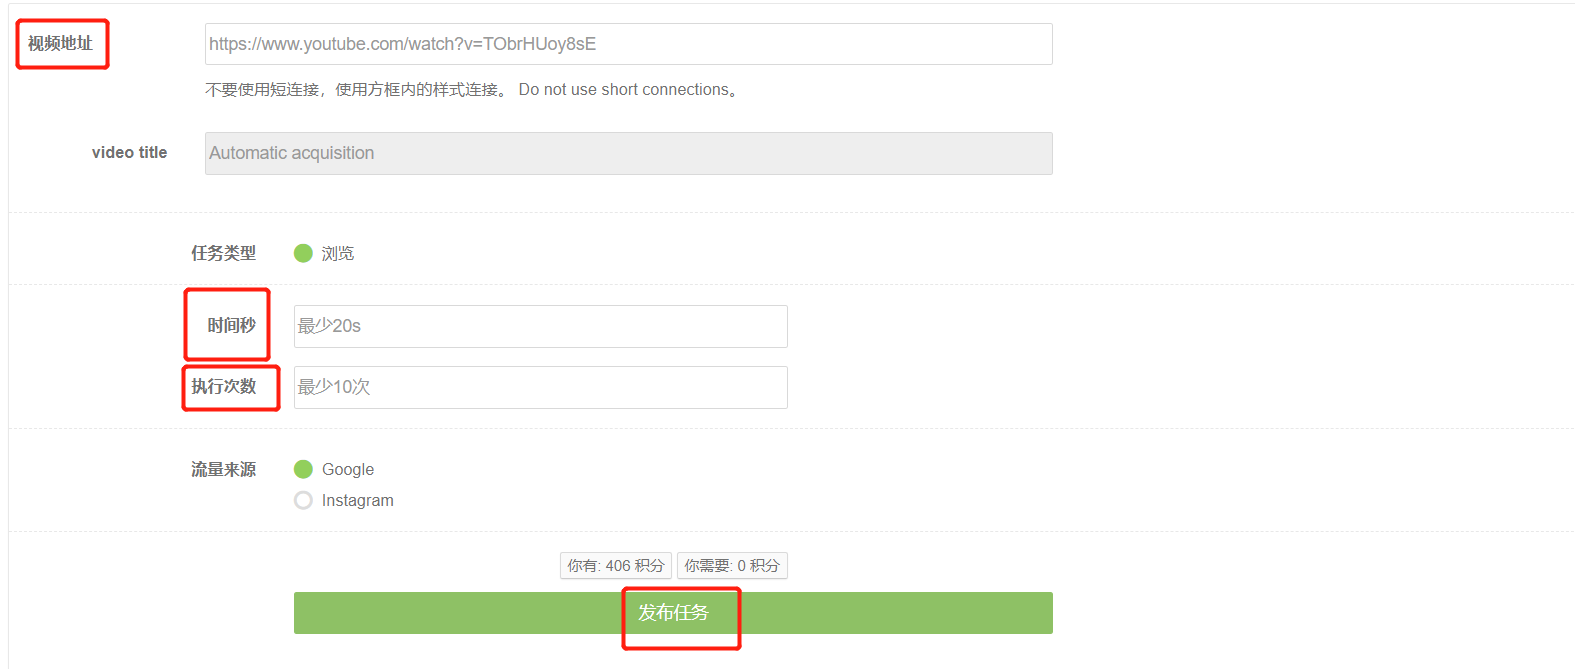 视频地址 https://www.youtube.com/watch?v=TObrHUoy8sE
不要使用短连接，使用方框内的样式连接。 Do not use short connections。
video title Automatic acquisition
任务类型 浏览
时间秒 最少20s
执行次数 最少10次
流量来源 Google
Instagram
你有: 406 积分 你需要: 0 积分
发布任务